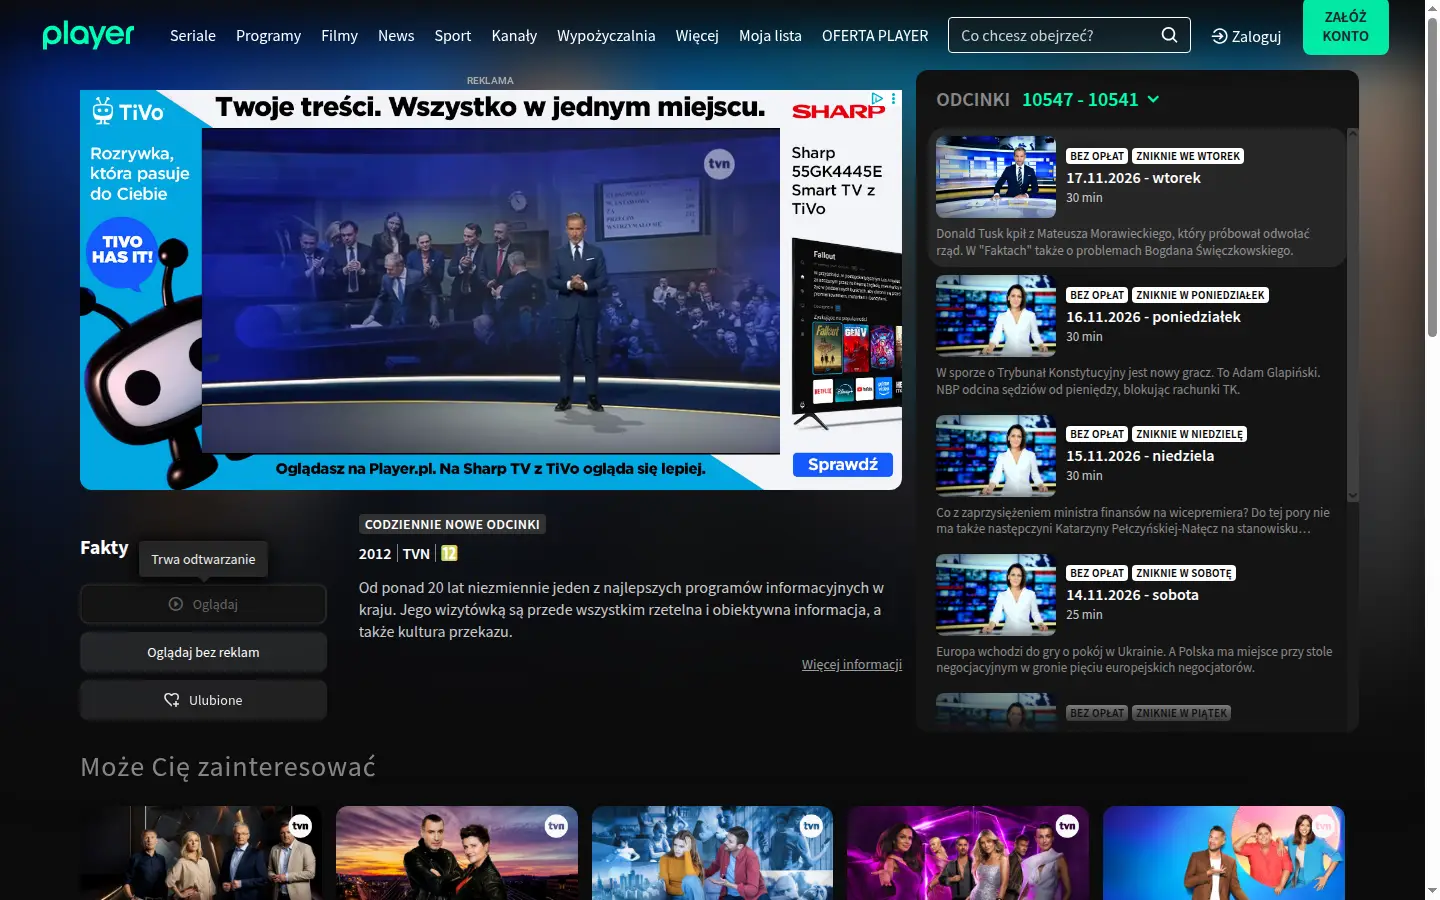 player
Seriale
Programy
Filmy
News
Sport
Kanały
Wypożyczalnia
Więcej
Moja lista
OFERTA PLAYER
Co chcesz obejrzeć?
Zaloguj
ZAŁÓŻ
KONTO
REKLAMA
TiVo
Rozrywka,
która pasuje
do Ciebie
TIVO
HAS IT!
Twoje treści. Wszystko w jednym miejscu.
tvn
SHARP
Sharp
55GK4445E
Smart TV z
TiVo
Fallout
Sprawdź
Oglądasz na Player.pl. Na Sharp TV z TiVo ogląda się lepiej.
ODCINKI 10547 - 10541
BEZ OPŁAT ZNIKNIE WE WTOREK
17.11.2026 - wtorek
30 min
Donald Tusk kpił z Mateusza Morawieckiego, który próbował odwołać
rząd. W "Faktach" także o problemach Bogdana Święczkowskiego.
BEZ OPŁAT ZNIKNIE W PONIEDZIAŁEK
16.11.2026 - poniedziałek
30 min
W sporze o Trybunał Konstytucyjny jest nowy gracz. To Adam Glapiński.
NBP odcina sędziów od pieniędzy, blokując rachunki TK.
BEZ OPŁAT ZNIKNIE W NIEDZIELĘ
15.11.2026 - niedziela
30 min
Co z zaprzysiężeniem ministra finansów na wicepremiera? Do tej pory nie
ma także następczyni Katarzyny Pełczyńskiej-Nałęcz na stanowisku…
BEZ OPŁAT ZNIKNIE W SOBOTĘ
14.11.2026 - sobota
25 min
Europa wchodzi do gry o pokój w Ukrainie. A Polska ma miejsce przy stole
negocjacyjnym w gronie pięciu europejskich negocjatorów.
BEZ OPŁAT ZNIKNIE W PIĄTEK
Fakty
Trwa odtwarzanie
Oglądaj
Oglądaj bez reklam
Ulubione
CODZIENNIE NOWE ODCINKI
2012 TVN 12
Od ponad 20 lat niezmiennie jeden z najlepszych programów informacyjnych w
kraju. Jego wizytówką są przede wszystkim rzetelna i obiektywna informacja, a
także kultura przekazu.
Więcej informacji
Może Cię zainteresować
tvn
tvn
tvn
tvn
tvn